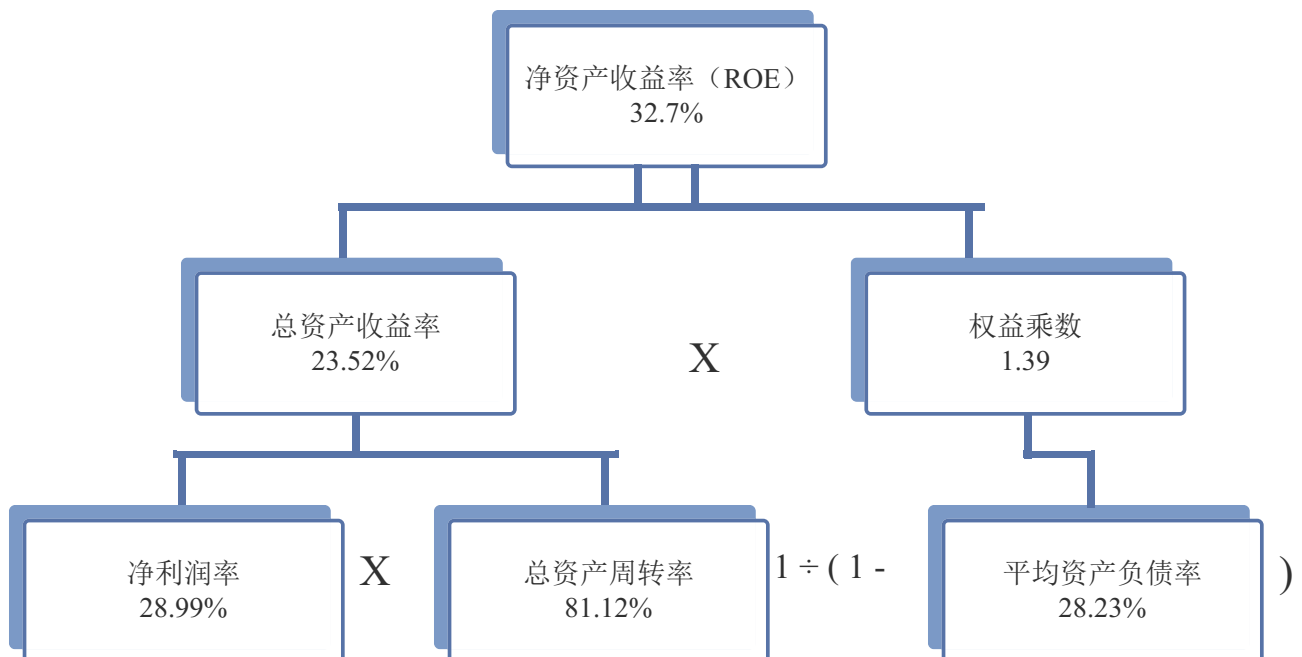 净资产收益率（ROE）
32.7%
总资产收益率
23.52%
X
权益乘数
1.39
净利润率
28.99%
X
总资产周转率
81.12%
1 ÷ ( 1 -
平均资产负债率
28.23%
)